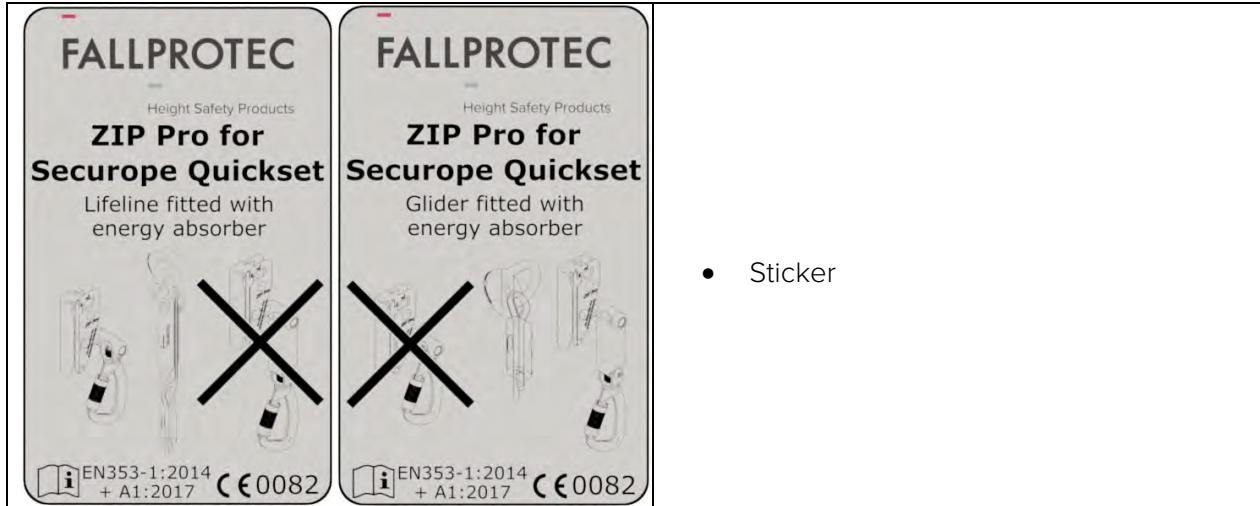 FALLPROTEC
Height Safety Products
ZIP Pro for
Securope Quickset
Lifeline fitted with
energy absorber
EN353-1:2014
+ A1:2017
CE0082
FALLPROTEC
Height Safety Products
ZIP Pro for
Securope Quickset
Glider fitted with
energy absorber
EN353-1:2014
+ A1:2017
CE0082
• Sticker